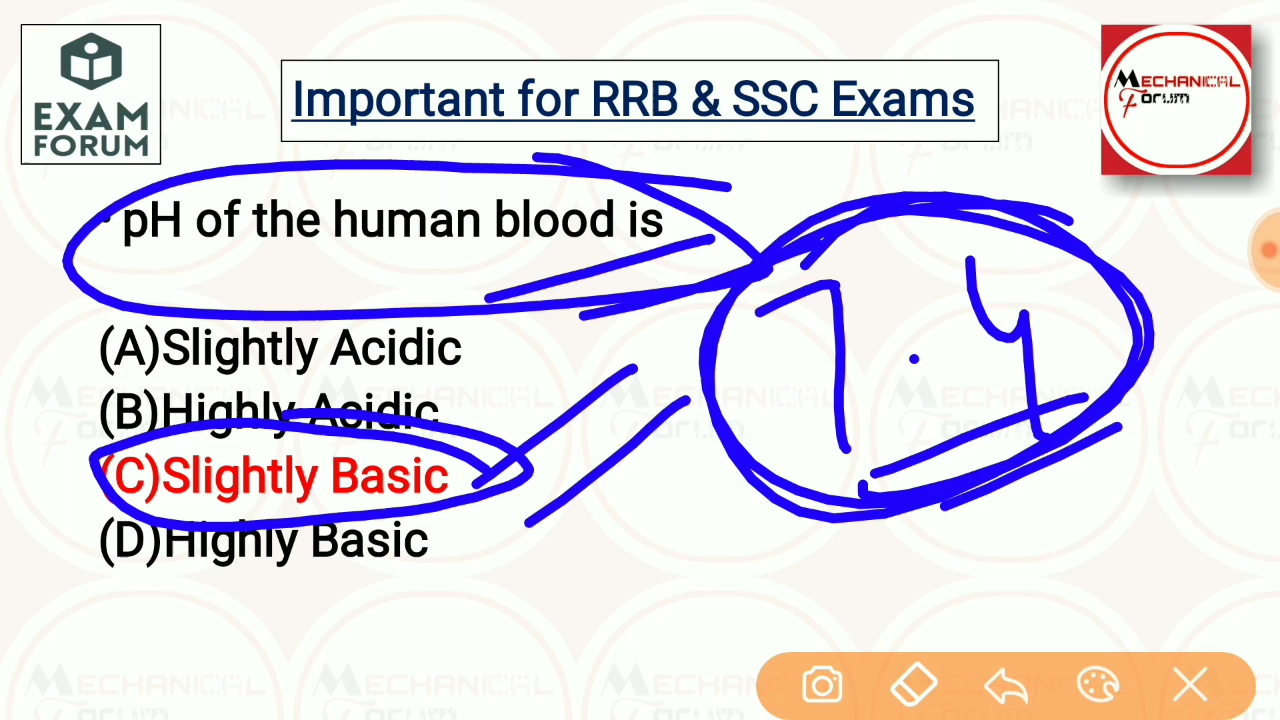 EXAM
FORUM
Important for RRB & SSC Exams
MECHANICAL
Forum
pH of the human blood is
7.4
(A)Slightly Acidic
(B)Highly Acidic
(C)Slightly Basic
(D)Highly Basic